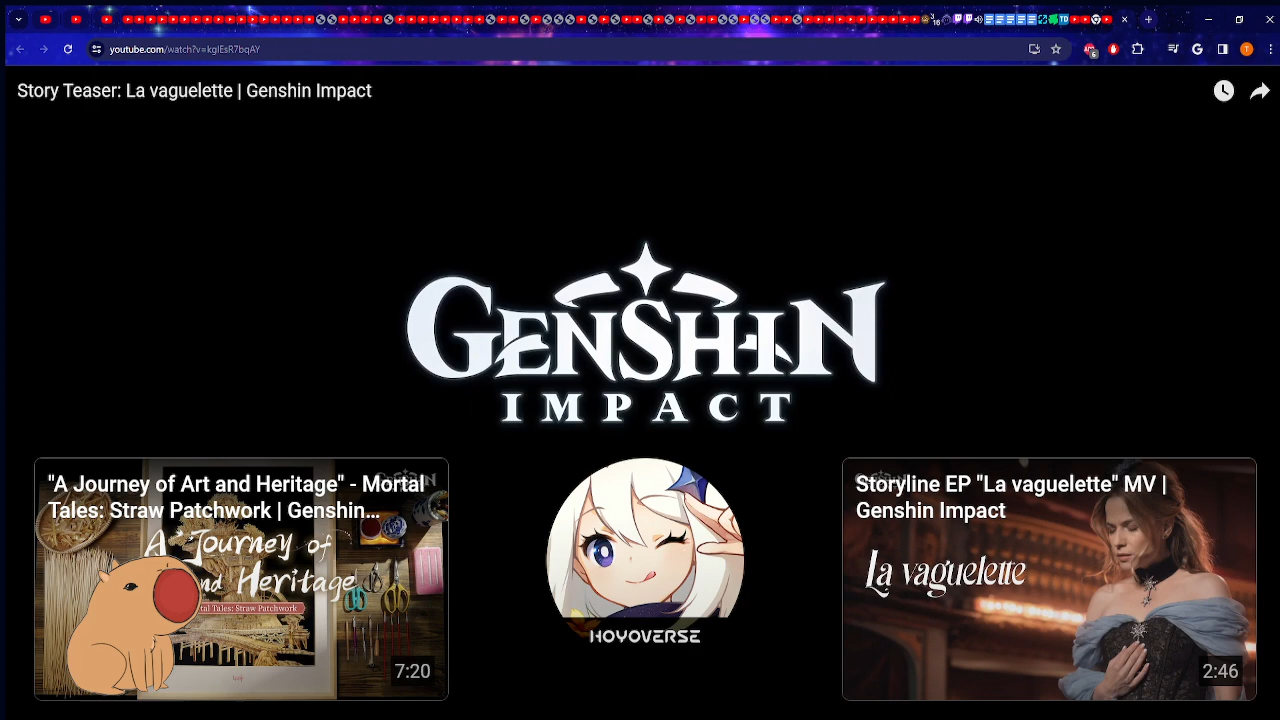 youtube.com/watch?v=kgIEsR7bqAY
Story Teaser: La vaguelette | Genshin Impact
GENSHIN
IMPACT
"A Journey of Art and Heritage" - Mortal
Tales: Straw Patchwork | Genshin...
A Journey of
nd Heritage
tal Tales: Straw Patchwork
7:20
HOYOVERSE
Storyline EP "La vaguelette" MV |
Genshin Impact
La vaguelette
2:46